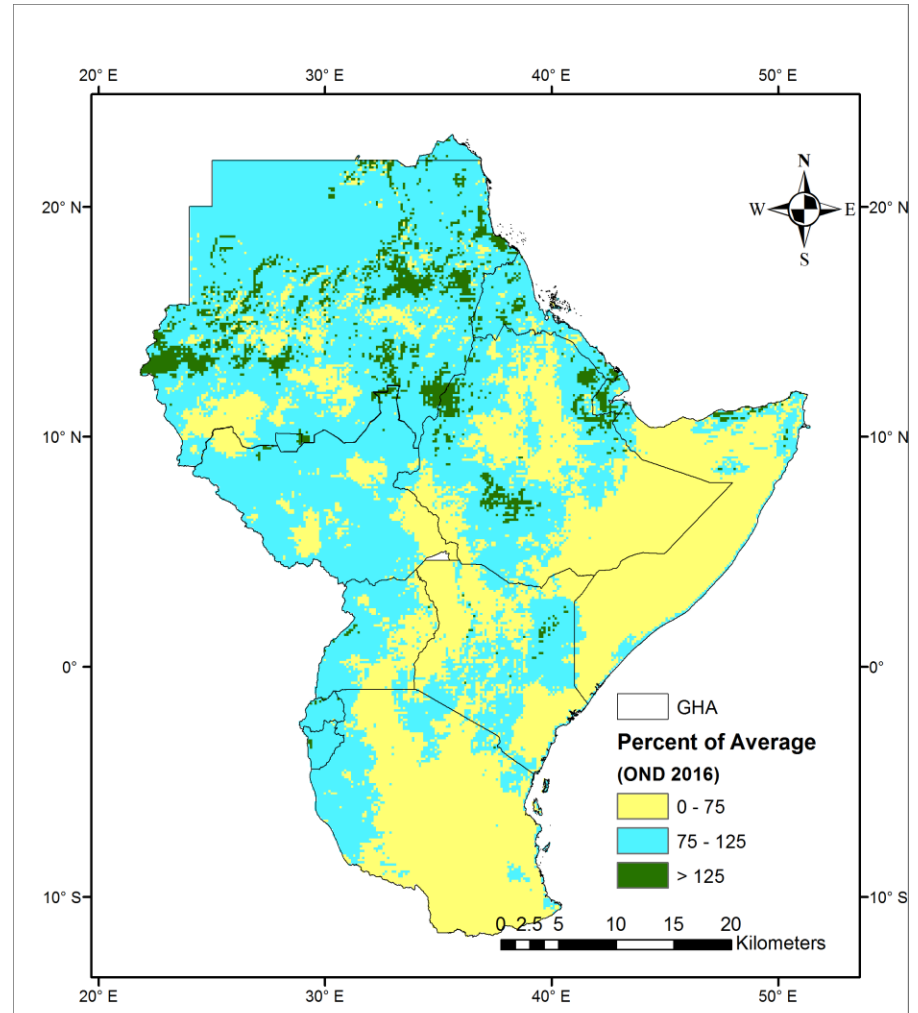 20° E 30° E 40° E 50° E
N
W E
S
20° N 20° N
10° N 10° N
0° 0°
GHA
Percent of Average
(OND 2016)
0 - 75
75 - 125
> 125
10° S 10° S
0 2.5 5 10 15 20
Kilometers
20° E 30° E 40° E 50° E